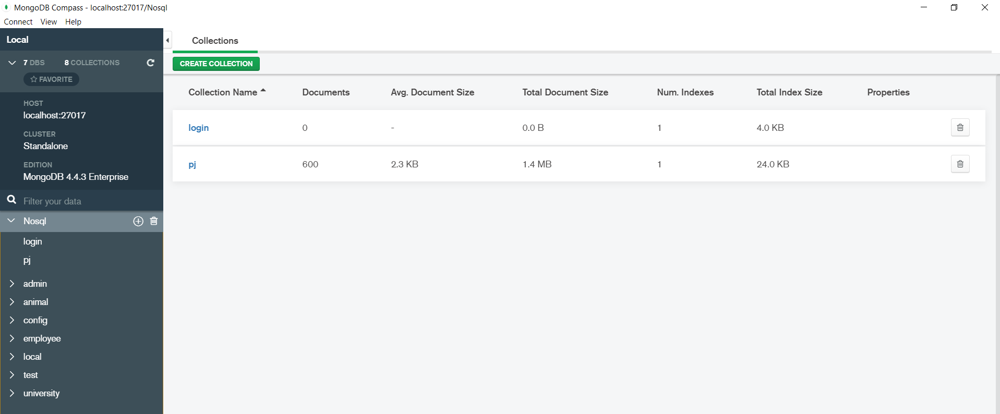 MongoDB Compass - localhost:27017/Nosql
Connect View Help
Local
7 DBS 8 COLLECTIONS
FAVORITE
HOST
localhost:27017
CLUSTER
Standalone
EDITION
MongoDB 4.4.3 Enterprise
Filter your data
Nosql
login
pj
admin
animal
config
employee
local
test
university
Collections
CREATE COLLECTION
Collection Name Documents Avg. Document Size Total Document Size Num. Indexes Total Index Size Properties
login 0 - 0.0 B 1 4.0 KB
pj 600 2.3 KB 1.4 MB 1 24.0 KB